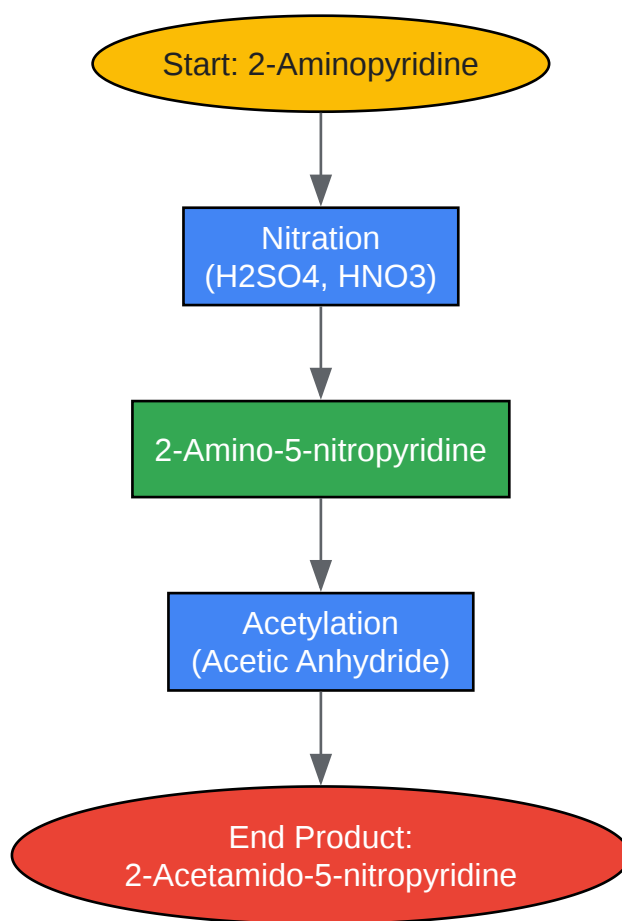 Start: 2-Aminopyridine
Nitration
(H2SO4, HNO3)
2-Amino-5-nitropyridine
Acetylation
(Acetic Anhydride)
End Product:
2-Acetamido-5-nitropyridine